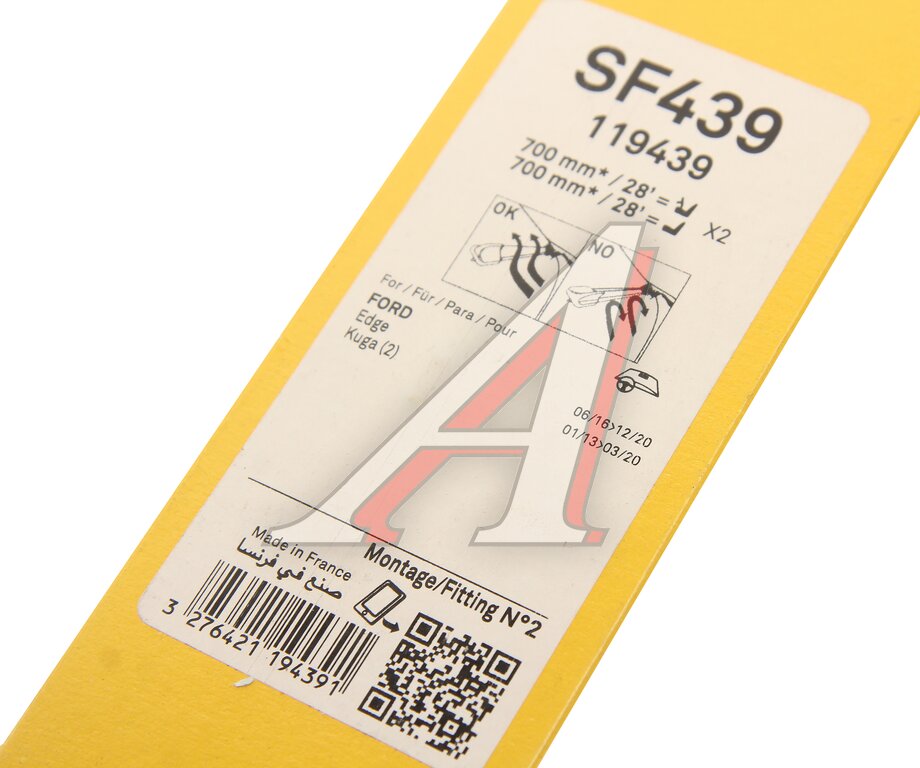 SF439
119439
700 mm* / 28' =
700 mm* / 28' = X2
OK
NO
For / Für / Para / Pour
FORD
Edge
Kuga (2)
06/16>12/20
01/13>03/20
Made in France
صنع في فرنسا
Montage/Fitting N°2
3 276421 194391
A